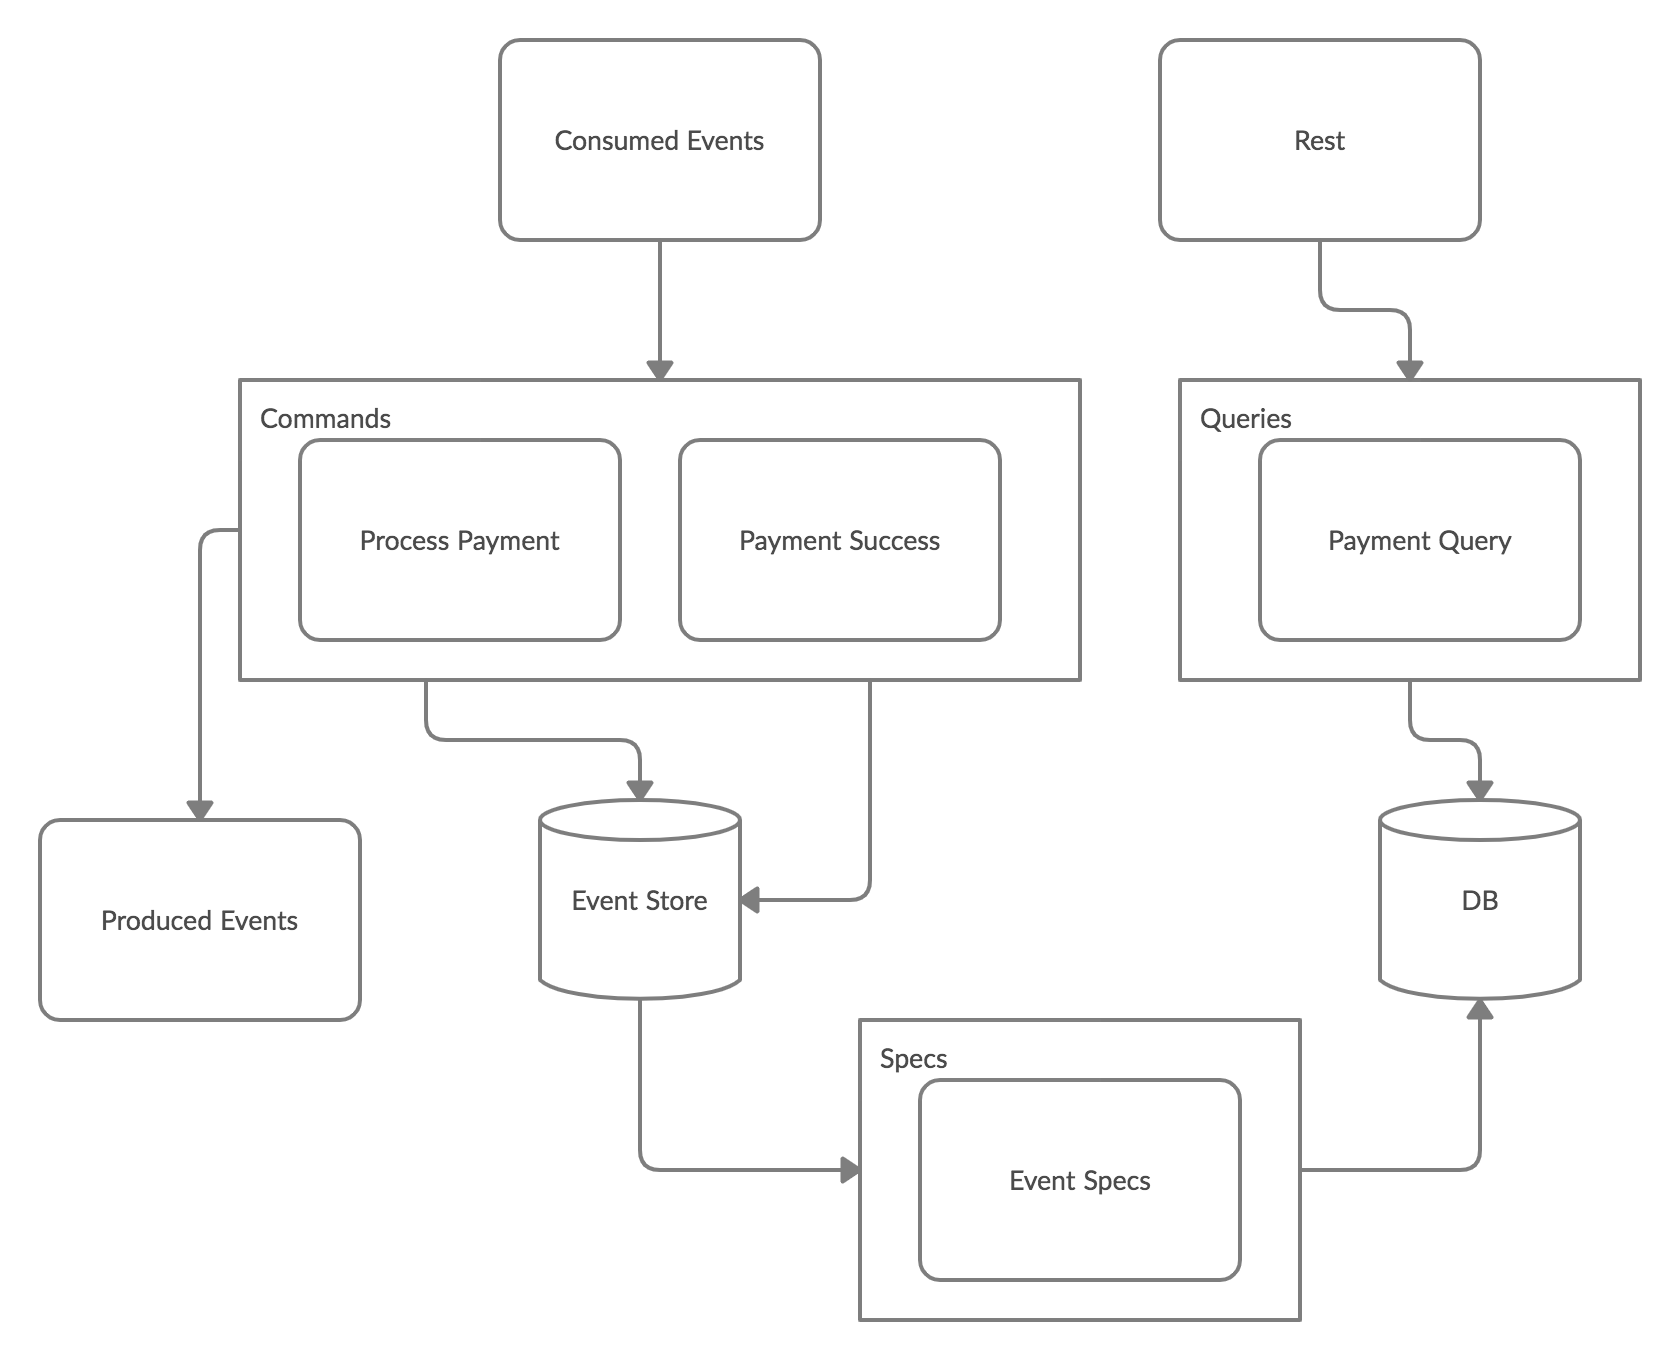 Consumed Events
Rest
Commands
Queries
Process Payment
Payment Success
Payment Query
Produced Events
Event Store
DB
Specs
Event Specs